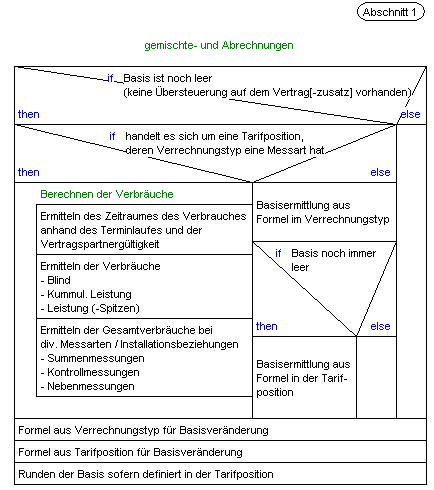 Abschnitt 1
gemischte- und Abrechnungen
if Basis ist noch leer
(keine Übersteuerung auf dem Vertrag[-zusatz] vorhanden)
then else
if handelt es sich um eine Tarifposition,
deren Verrechnungstyp eine Messart hat.
then else
Berechnen der Verbräuche
Ermitteln des Zeitraumes des Verbrauches
anhand des Terminlaufes und der
Vertragspartnergültigkeit
Ermitteln der Verbräuche
- Blind
- Kummul. Leistung
- Leistung (-Spitzen)
Ermitteln der Gesamtverbräuche bei
div. Messarten / Installationsbeziehungen
- Summenmessungen
- Kontrollmessungen
- Nebenmessungen
Basisermittlung aus
Formel im Verrechnungstyp
if Basis noch immer
leer
then else
Basisermittlung aus
Formel in der Tarif-
position
Formel aus Verrechnungstyp für Basisveränderung
Formel aus Tarifposition für Basisveränderung
Runden der Basis sofern definiert in der Tarifposition